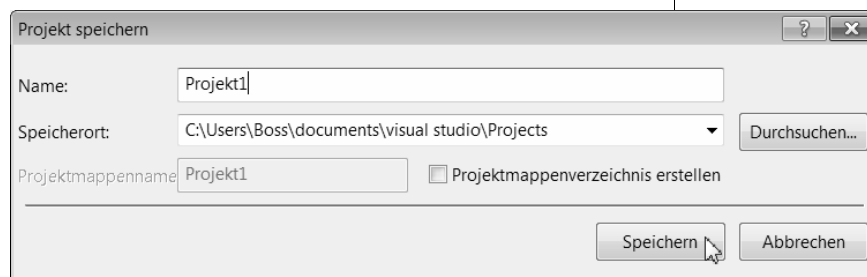 Projekt speichern
Name: Projekt1
Speicherort: C:\Users\Boss\documents\visual studio\Projects Durchsuchen...
Projektmappenname Projekt1 Projektmappenverzeichnis erstellen
Speichern Abbrechen